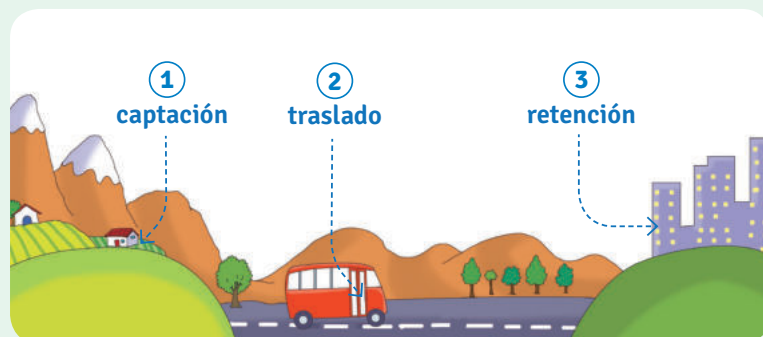 1
captación
2
traslado
3
retención